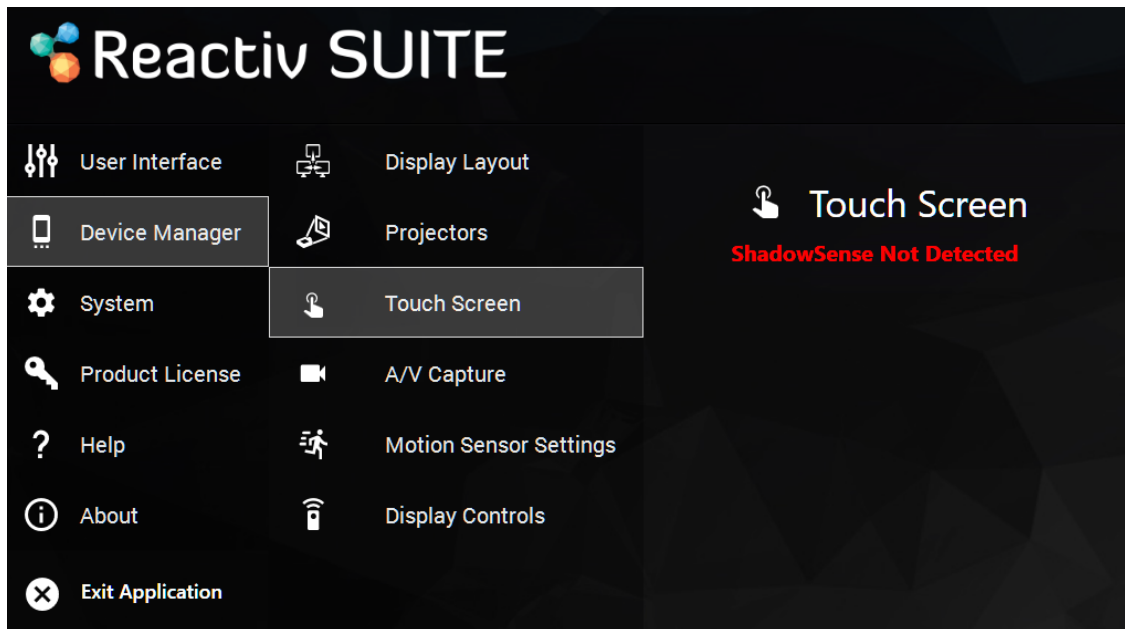 Reactiv SUITE
User Interface
Device Manager
System
Product License
Help
About
Exit Application
Display Layout
Projectors
Touch Screen
A/V Capture
Motion Sensor Settings
Display Controls
Touch Screen
ShadowSense Not Detected